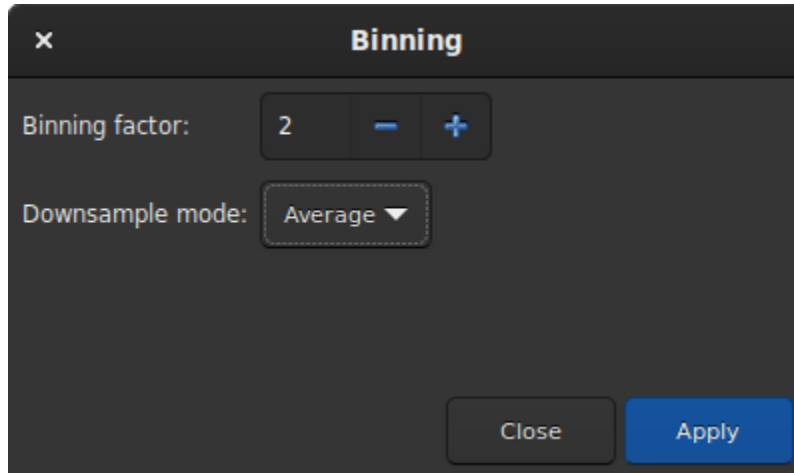 Binning
Binning factor: 2
Downsample mode: Average
Close Apply